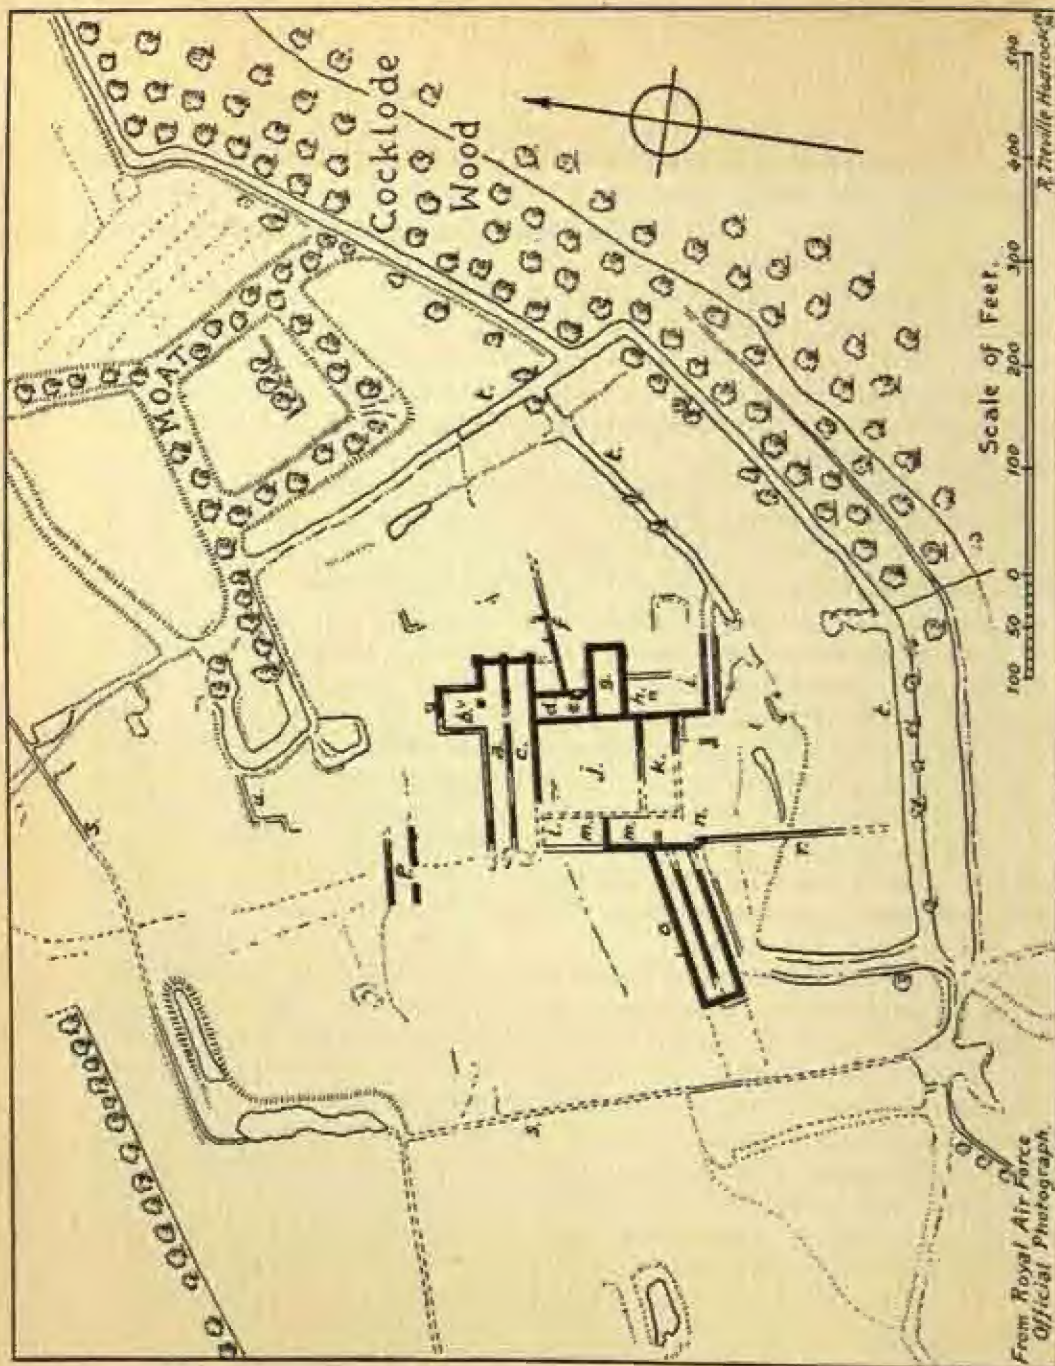 Cocklode
Wood
MOAT
t.
t.
s.
u.
b.
a.
c.
d.
e.
f.
g.
h.
i.
j.
k.
l.
m.
m.
n.
o.
p.
r.
s.
t.
Scale of Feet.
100 50 0 100 200 300 400 500
From Royal Air Force
Official Photograph.
R. Neville Hadcock